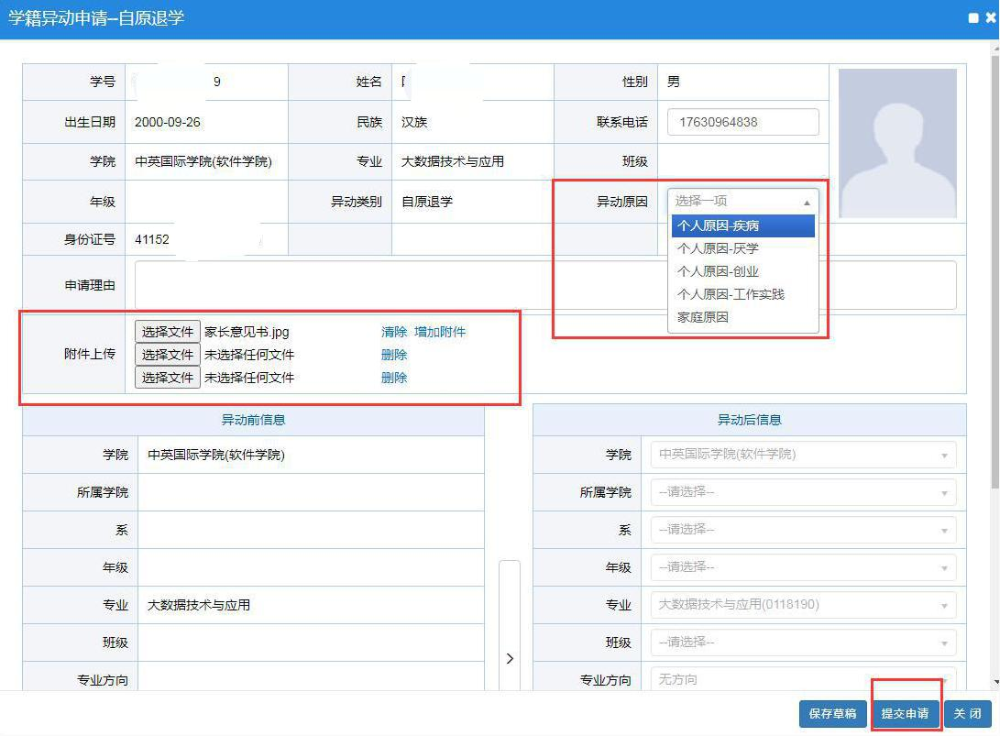 学籍异动申请--自原退学
学号 9 姓名 性别 男
出生日期 2000-09-26 民族 汉族 联系电话 17630964838
学院 中英国际学院(软件学院) 专业 大数据技术与应用 班级
年级 异动类别 自原退学 异动原因 选择一项
身份证号 41152 个人原因-疾病
个人原因-厌学
个人原因-创业
申请理由 个人原因-工作实践
家庭原因
选择文件 家长意见书.jpg 清除 增加附件
附件上传 选择文件 未选择任何文件 删除
选择文件 未选择任何文件 删除
异动前信息 异动后信息
学院 中英国际学院(软件学院) 学院 中英国际学院(软件学院)
所属学院 所属学院 --请选择--
系 系 --请选择--
年级 年级 --请选择--
专业 大数据技术与应用 专业 大数据技术与应用(0118190)
班级 班级 --请选择--
专业方向 专业方向 无方向
保存草稿 提交申请 关 闭